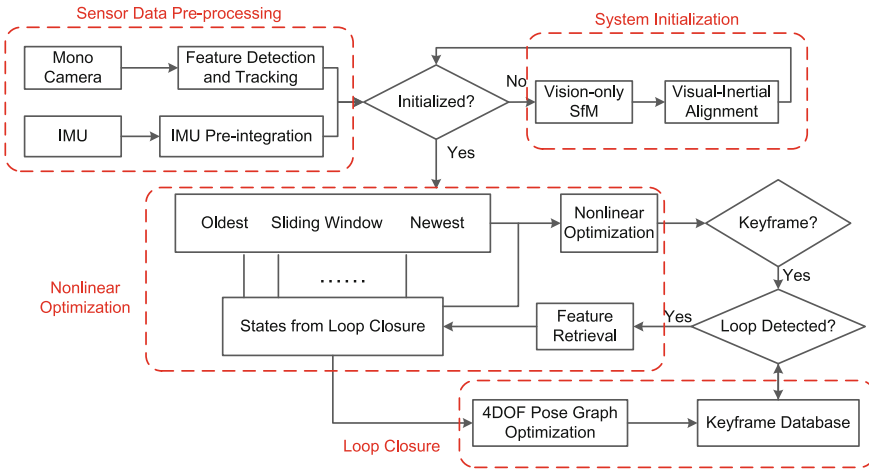 Sensor Data Pre-processing
System Initialization
Mono
Camera
Feature Detection
and Tracking
Initialized?
No
Vision-only
SfM
Visual-Inertial
Alignment
IMU
IMU Pre-integration
Yes
Oldest Sliding Window Newest
Nonlinear
Optimization
Keyframe?
......
Yes
Nonlinear
Optimization
States from Loop Closure
Feature
Retrieval
Yes
Loop Detected?
4DOF Pose Graph
Optimization
Keyframe Database
Loop Closure